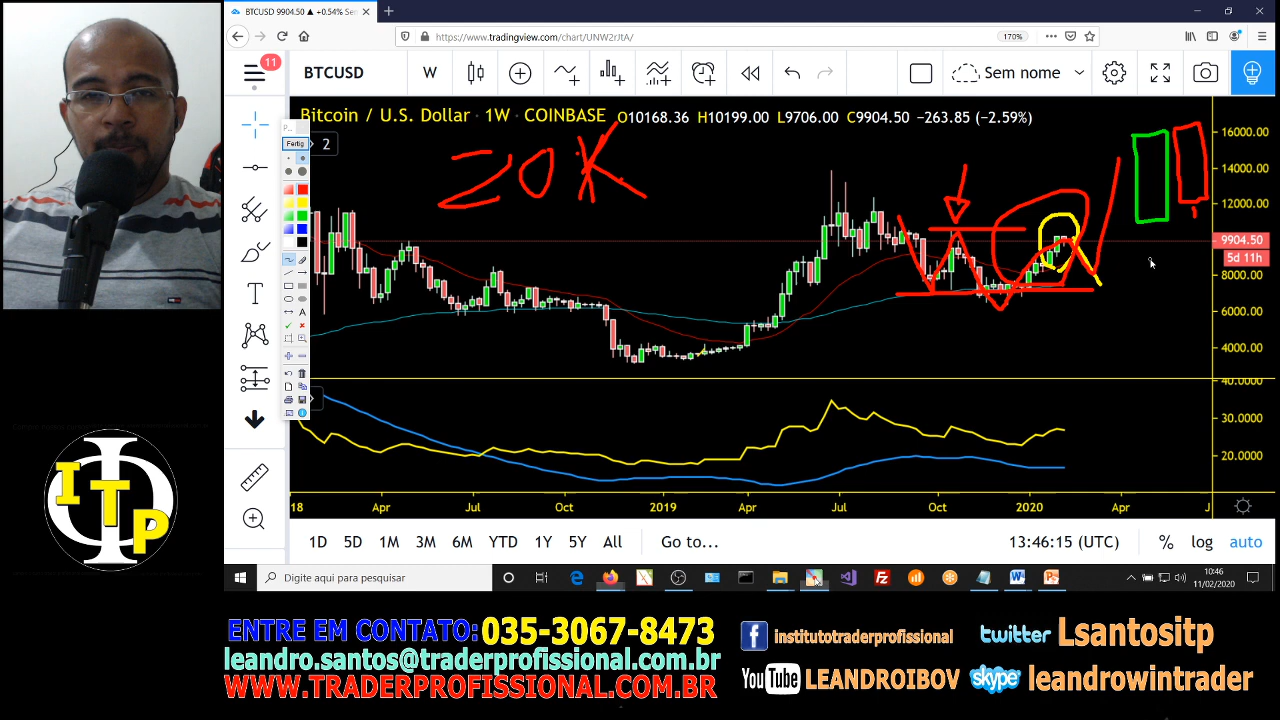 BTCUSD 9904.50 ▲ +0.54% Se
https://www.tradingview.com/chart/UNW2rJtA/
170%
11
BTCUSD
W
Sem nome
Bitcoin / U.S. Dollar · 1W · COINBASE O10168.36 H10199.00 L9706.00 C9904.50 −263.85 (−2.59%)
P...
Fertig
2
20K
16000.00
14000.00
12000.00
9904.50
5d 11h
8000.00
6000.00
4000.00
40.0000
30.0000
20.0000
18 Apr Jul Oct 2019 Apr Jul Oct 2020 Apr J
1D 5D 1M 3M 6M YTD 1Y 5Y All Go to... 13:46:15 (UTC) % log auto
Digite aqui para pesquisar
10:46
11/02/2020
ITP
ENTRE EM CONTATO: 035-3067-8473
leandro.santos@traderprofissional.com.br
WWW.TRADERPROFISSIONAL.COM.BR
institutotraderprofissional
twitter Lsantositp
YouTube LEANDROIBOV
skype leandrowintrader